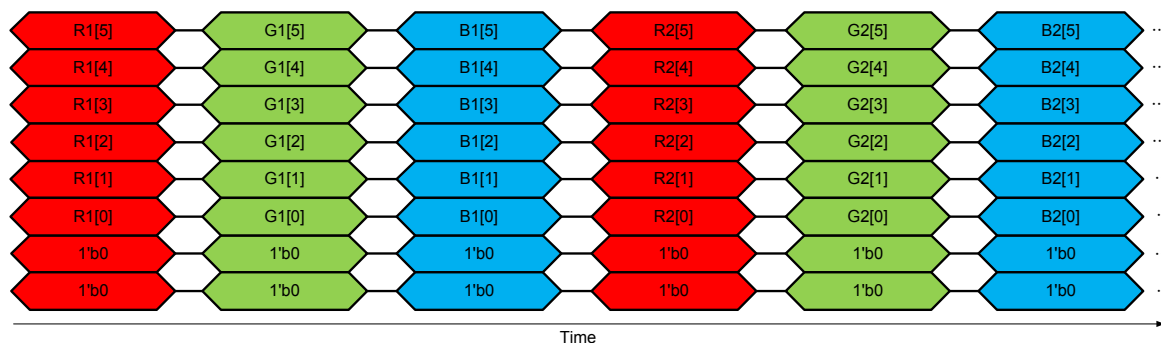 R1[5] G1[5] B1[5] R2[5] G2[5] B2[5] ...
R1[4] G1[4] B1[4] R2[4] G2[4] B2[4] ...
R1[3] G1[3] B1[3] R2[3] G2[3] B2[3] ...
R1[2] G1[2] B1[2] R2[2] G2[2] B2[2] ...
R1[1] G1[1] B1[1] R2[1] G2[1] B2[1] ...
R1[0] G1[0] B1[0] R2[0] G2[0] B2[0] ...
1'b0 1'b0 1'b0 1'b0 1'b0 1'b0 ...
1'b0 1'b0 1'b0 1'b0 1'b0 1'b0 ...
Time